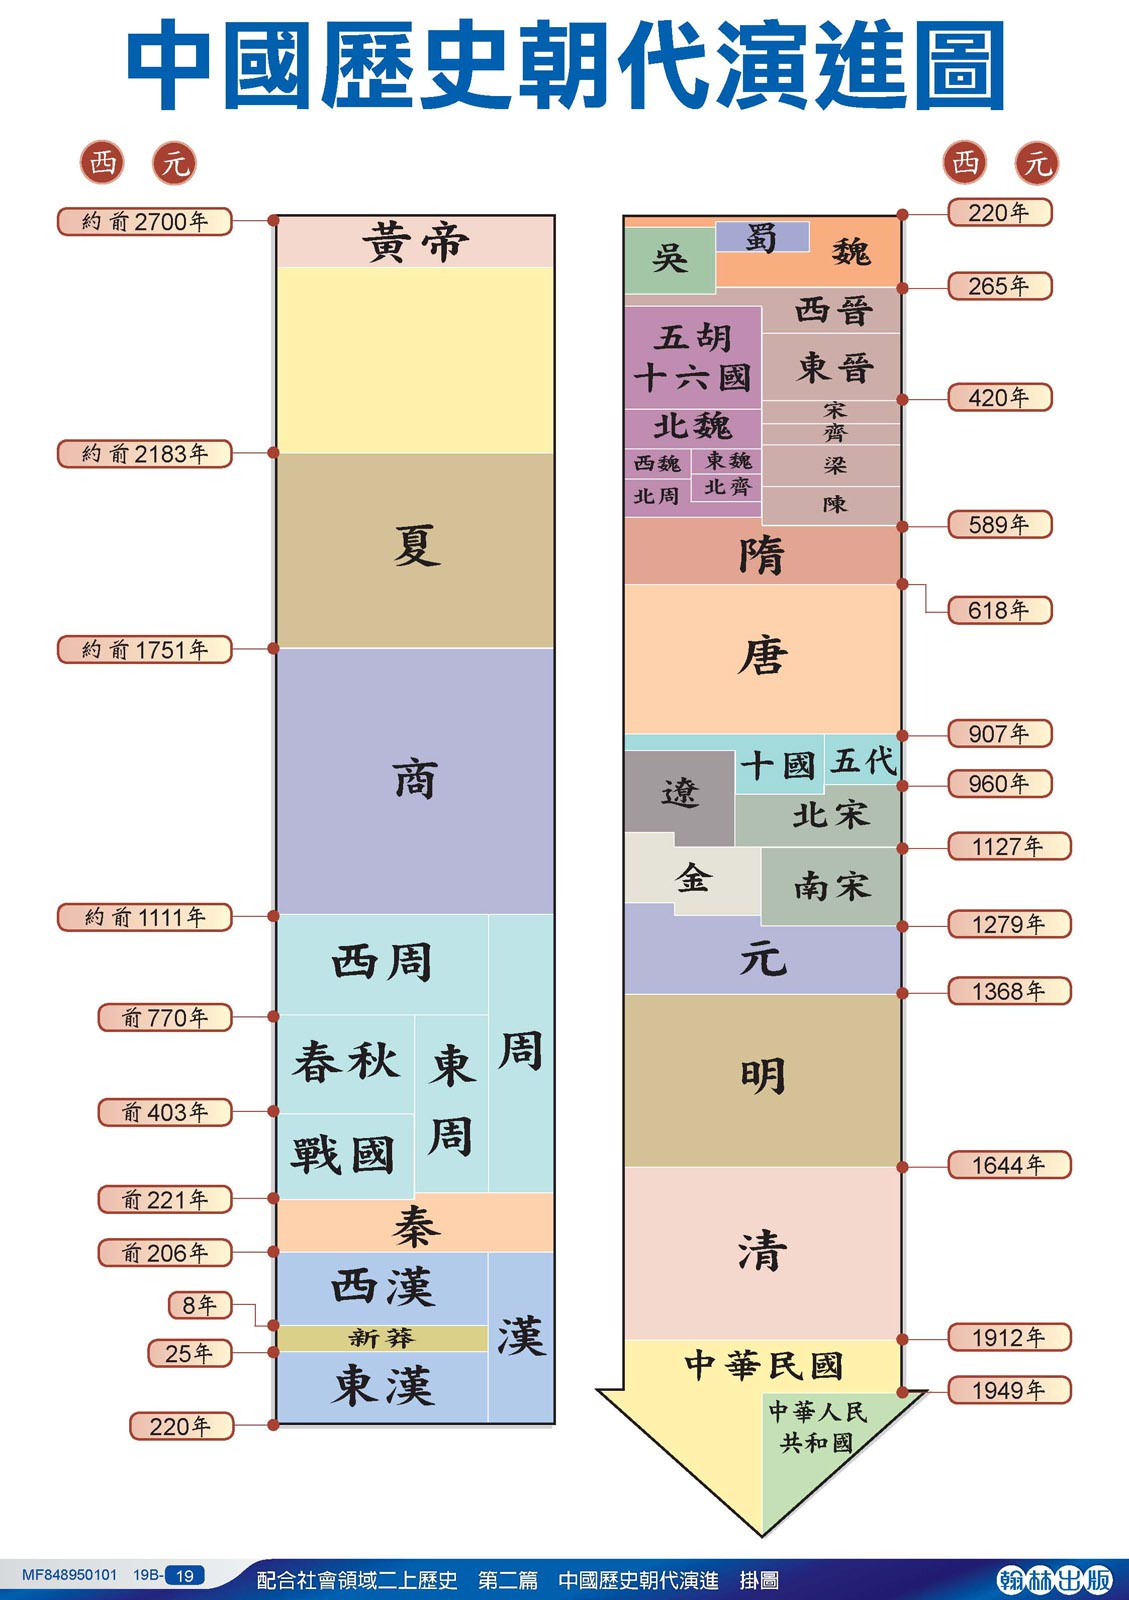 中國歷史朝代演進圖
西 元
約前2700年
約前2183年
約前1751年
約前1111年
前770年
前403年
前221年
前206年
8年
25年
220年
黃帝
夏
商
西周
春秋
戰國
東周
周
秦
西漢
新莽
東漢
漢
西 元
220年
265年
420年
589年
618年
907年
960年
1127年
1279年
1368年
1644年
1912年
1949年
吳
蜀
魏
西晉
東晉
五胡
十六國
北魏
西魏
東魏
北周
北齊
宋
齊
梁
陳
隋
唐
十國
五代
遼
北宋
金
南宋
元
明
清
中華民國
中華人民
共和國
MF848950101 19B-19
配合社會領域二上歷史 第二篇 中國歷史朝代演進 掛圖
翰林出版